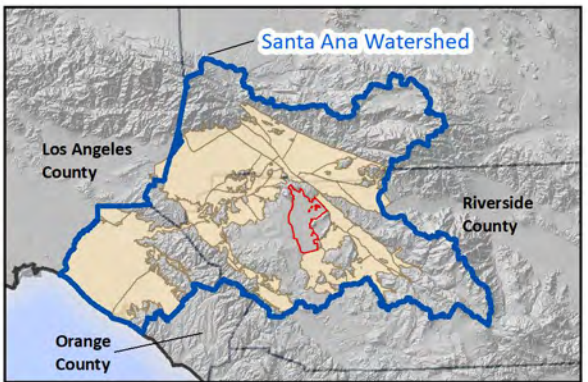 Santa Ana Watershed
Los Angeles
County
Riverside
County
Orange
County